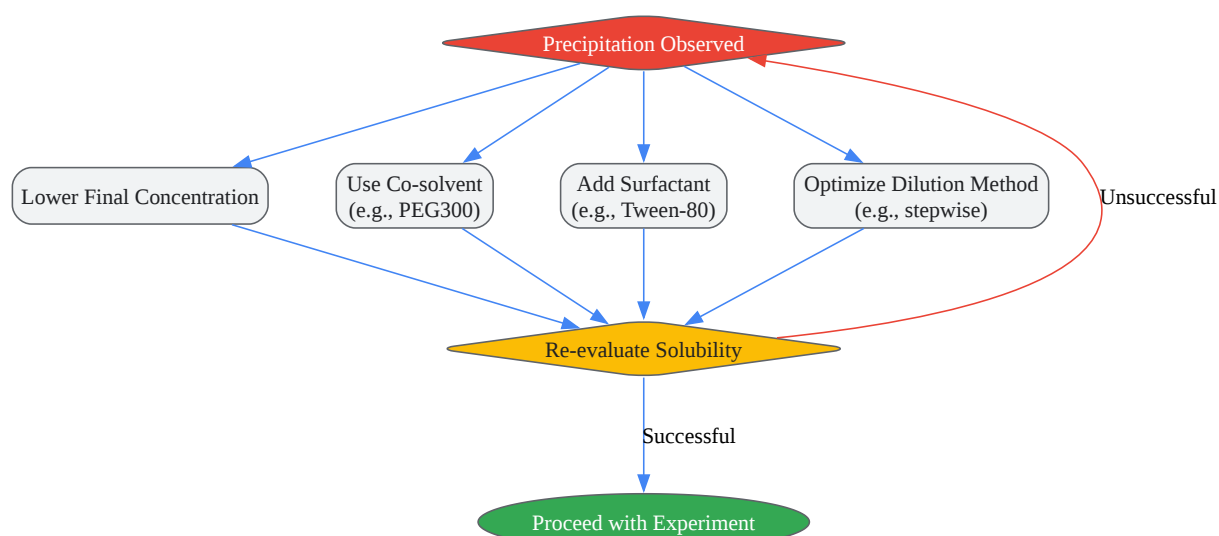 Precipitation Observed
Lower Final Concentration
Use Co-solvent
(e.g., PEG300)
Add Surfactant
(e.g., Tween-80)
Optimize Dilution Method
(e.g., stepwise)
Unsuccessful
Re-evaluate Solubility
Successful
Proceed with Experiment